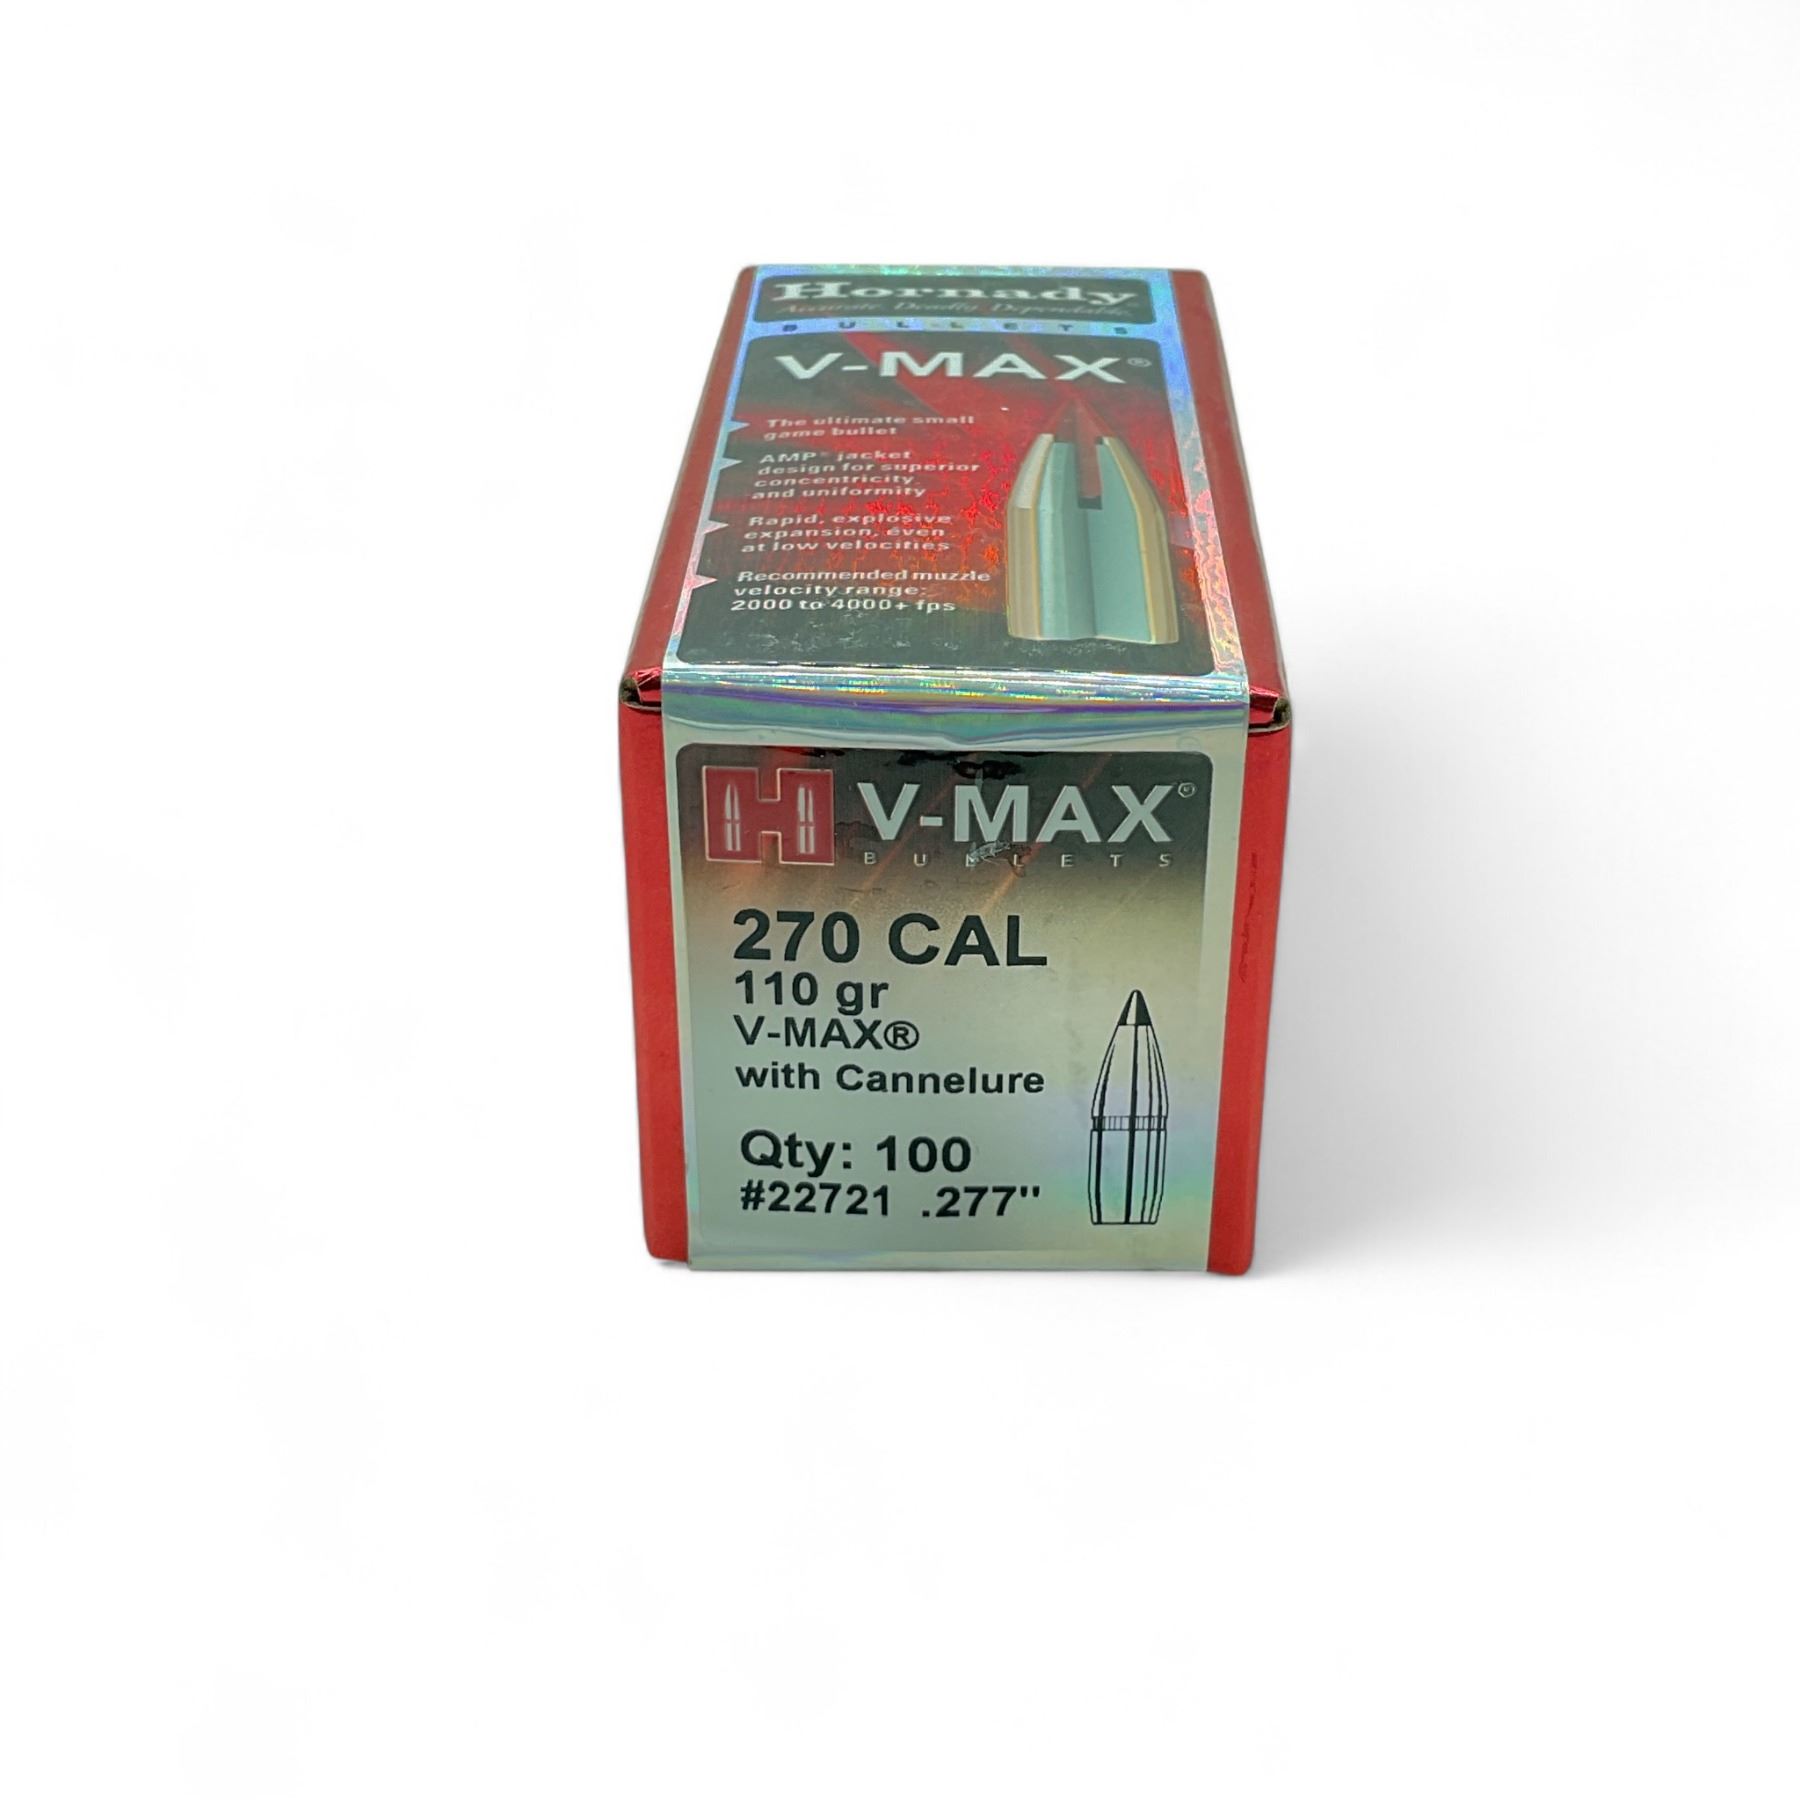 Hornady
Accurate. Deadly. Dependable.
BULLETS
V-MAX®
The ultimate small
game bullet
AMP® jacket
design for superior
concentricity
and uniformity
Rapid, explosive
expansion, even
at low velocities
Recommended muzzle
velocity range:
2000 to 4000+ fps
H V-MAX®
BULLETS
270 CAL
110 gr
V-MAX®
with Cannelure
Qty: 100
#22721 .277"